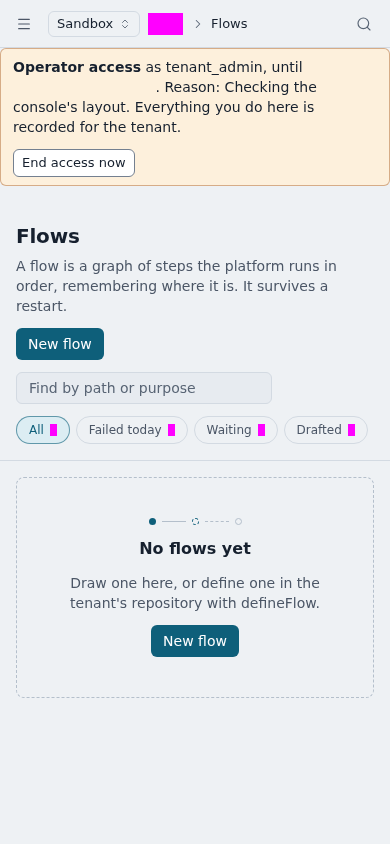 Sandbox
Flows
Operator access as tenant_admin, until
. Reason: Checking the
console's layout. Everything you do here is
recorded for the tenant.
End access now
Flows
A flow is a graph of steps the platform runs in
order, remembering where it is. It survives a
restart.
New flow
Find by path or purpose
All
Failed today
Waiting
Drafted
No flows yet
Draw one here, or define one in the
tenant's repository with defineFlow.
New flow